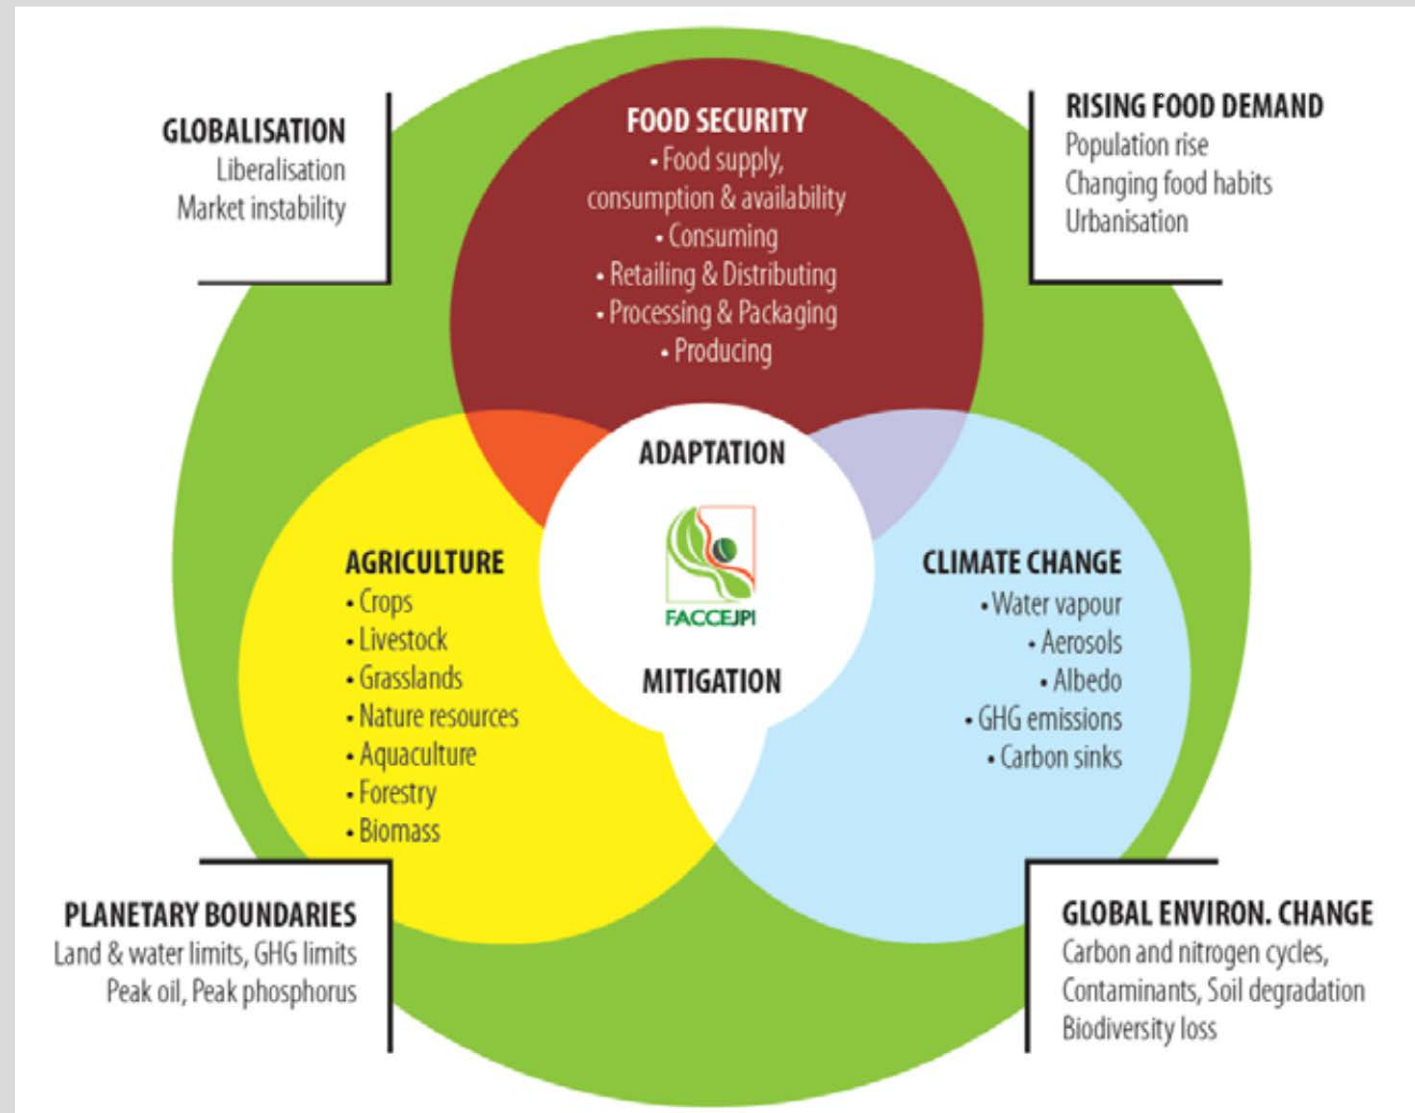 GLOBALISATION
Liberalisation
Market instability
FOOD SECURITY
• Food supply,
consumption & availability
• Consuming
• Retailing & Distributing
• Processing & Packaging
• Producing
RISING FOOD DEMAND
Population rise
Changing food habits
Urbanisation
ADAPTATION
FACCEJPI
MITIGATION
AGRICULTURE
• Crops
• Livestock
• Grasslands
• Nature resources
• Aquaculture
• Forestry
• Biomass
CLIMATE CHANGE
• Water vapour
• Aerosols
• Albedo
• GHG emissions
• Carbon sinks
PLANETARY BOUNDARIES
Land & water limits, GHG limits
Peak oil, Peak phosphorus
GLOBAL ENVIRON. CHANGE
Carbon and nitrogen cycles,
Contaminants, Soil degradation
Biodiversity loss